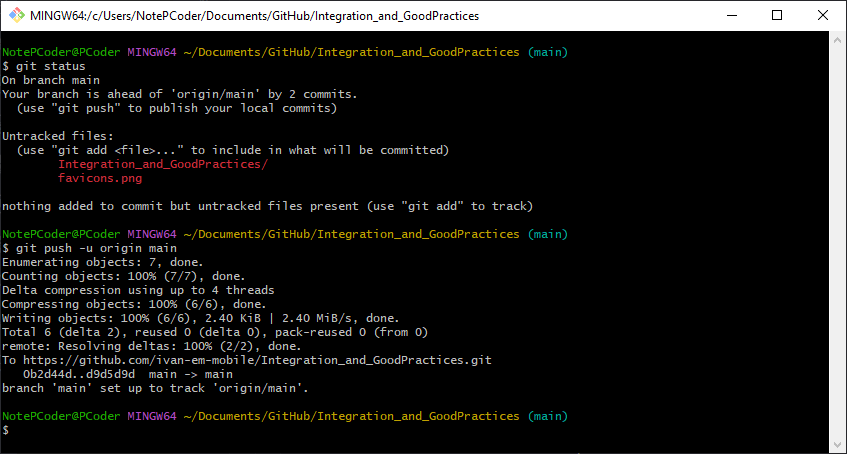 MINGW64:/c/Users/NotePCoder/Documents/GitHub/Integration_and_GoodPractices
NotePCoder@PCoder MINGW64 ~/Documents/GitHub/Integration_and_GoodPractices (main)
$ git status
On branch main
Your branch is ahead of 'origin/main' by 2 commits.
  (use "git push" to publish your local commits)
Untracked files:
  (use "git add <file>..." to include in what will be committed)
        Integration_and_GoodPractices/
        favicons.png
nothing added to commit but untracked files present (use "git add" to track)
NotePCoder@PCoder MINGW64 ~/Documents/GitHub/Integration_and_GoodPractices (main)
$ git push -u origin main
Enumerating objects: 7, done.
Counting objects: 100% (7/7), done.
Delta compression using up to 4 threads
Compressing objects: 100% (6/6), done.
Writing objects: 100% (6/6), 2.40 KiB | 2.40 MiB/s, done.
Total 6 (delta 2), reused 0 (delta 0), pack-reused 0 (from 0)
remote: Resolving deltas: 100% (2/2), done.
To https://github.com/ivan-em-mobile/Integration_and_GoodPractices.git
   0b2d44d..d9d5d9d  main -> main
branch 'main' set up to track 'origin/main'.
NotePCoder@PCoder MINGW64 ~/Documents/GitHub/Integration_and_GoodPractices (main)
$